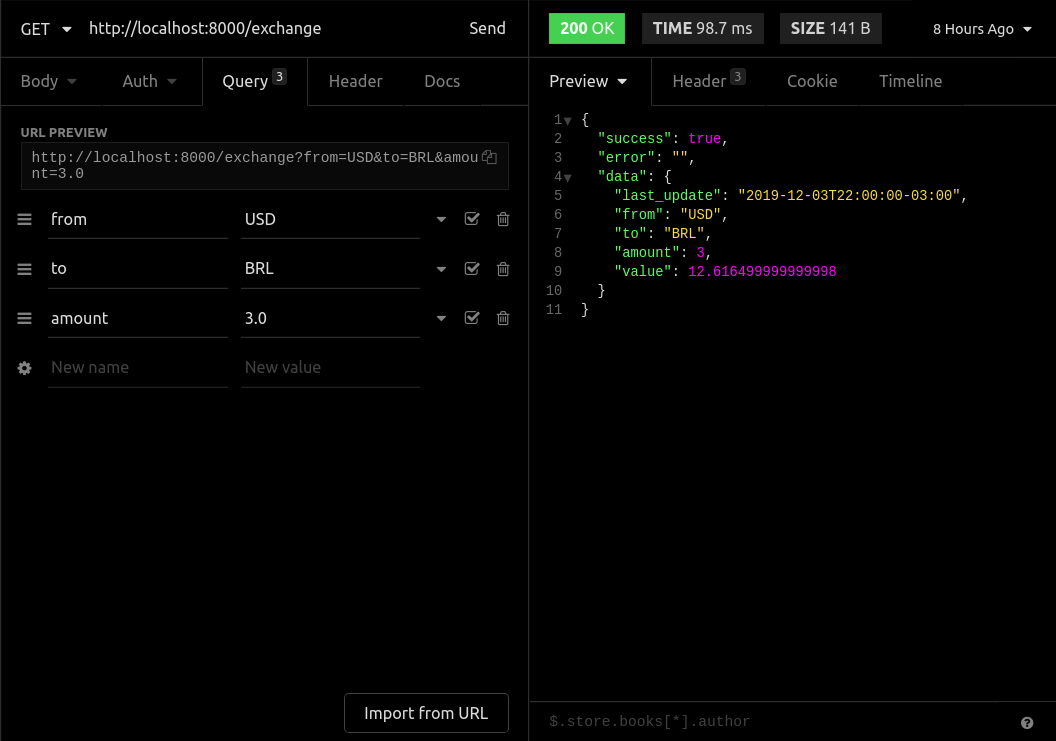 GET http://localhost:8000/exchange Send
Body Auth Query 3 Header Docs
URL PREVIEW
http://localhost:8000/exchange?from=USD&to=BRL&amou
nt=3.0
from USD
to BRL
amount 3.0
New name New value
Import from URL
200 OK TIME 98.7 ms SIZE 141 B 8 Hours Ago
Preview Header 3 Cookie Timeline
1 {
2 "success": true,
3 "error": "",
4 "data": {
5 "last_update": "2019-12-03T22:00:00-03:00",
6 "from": "USD",
7 "to": "BRL",
8 "amount": 3,
9 "value": 12.616499999999998
10 }
11 }
$.store.books[*].author